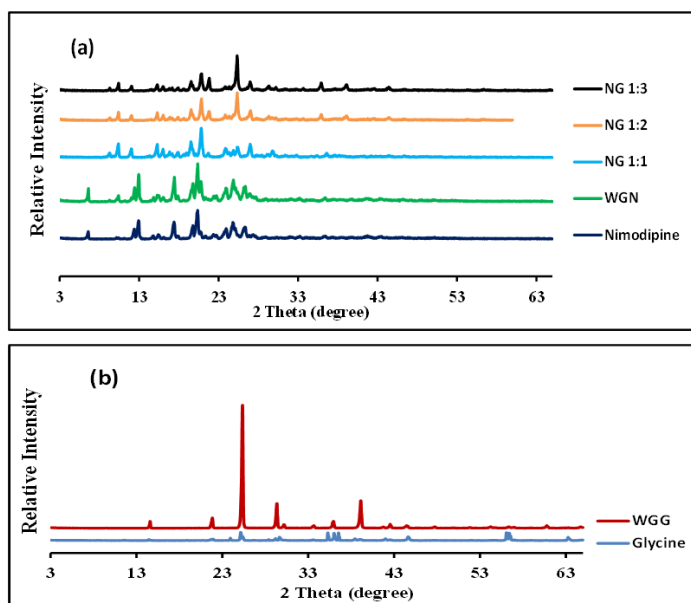 (a)
Relative Intensity
NG 1:3
NG 1:2
NG 1:1
WGN
Nimodipine
3 13 23 33 43 53 63
2 Theta (degree)
(b)
Relative Intensity
WGG
Glycine
3 13 23 33 43 53 63
2 Theta (degree)